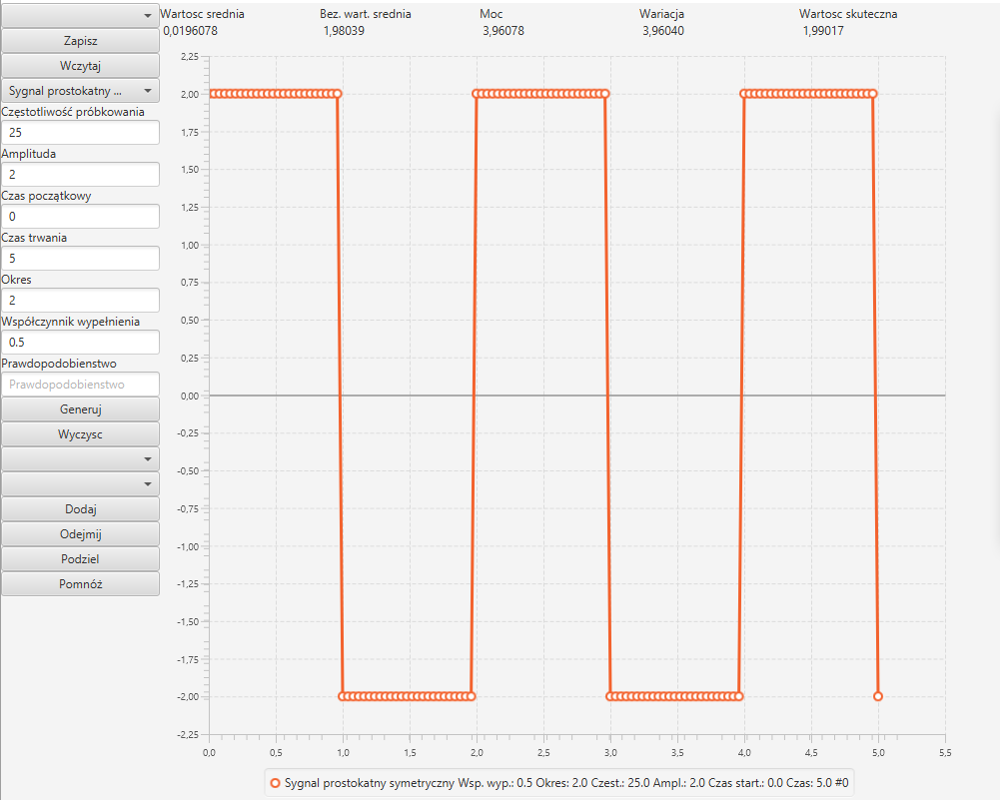 Wartosc srednia Bez. wart. srednia Moc Wariacja Wartosc skuteczna
0,0196078 1,98039 3,96078 3,96040 1,99017
Zapisz
Wczytaj
Sygnal prostokatny ...
Częstotliwość próbkowania
25
Amplituda
2
Czas początkowy
0
Czas trwania
5
Okres
2
Współczynnik wypełnienia
0.5
Prawdopodobienstwo
Prawdopodobienstwo
Generuj
Wyczysc
Dodaj
Odejmij
Podziel
Pomnóż
2,25
2,00
1,75
1,50
1,25
1,00
0,75
0,50
0,25
0,00
-0,25
-0,50
-0,75
-1,00
-1,25
-1,50
-1,75
-2,00
-2,25
0,0 0,5 1,0 1,5 2,0 2,5 3,0 3,5 4,0 4,5 5,0 5,5
Sygnal prostokatny symetryczny Wsp. wyp.: 0.5 Okres: 2.0 Czest.: 25.0 Ampl.: 2.0 Czas start.: 0.0 Czas: 5.0 #0